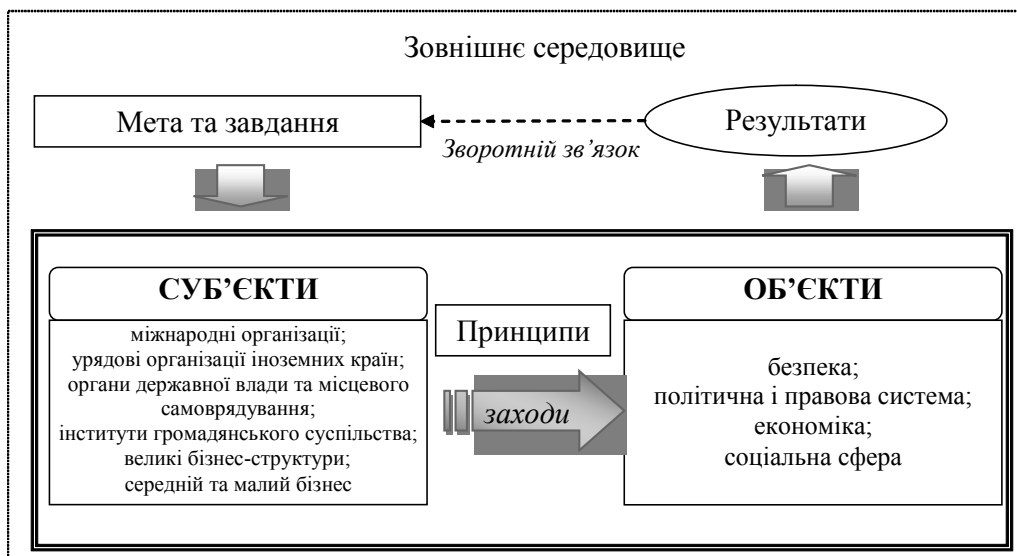 Зовнішнє середовище
Мета та завдання
Результати
Зворотній зв’язок
СУБ’ЄКТИ
міжнародні організації;
урядові організації іноземних країн;
органи державної влади та місцевого
самоврядування;
інститути громадянського суспільства;
великі бізнес-структури;
середній та малий бізнес
Принципи
заходи
ОБ’ЄКТИ
безпека;
політична і правова система;
економіка;
соціальна сфера